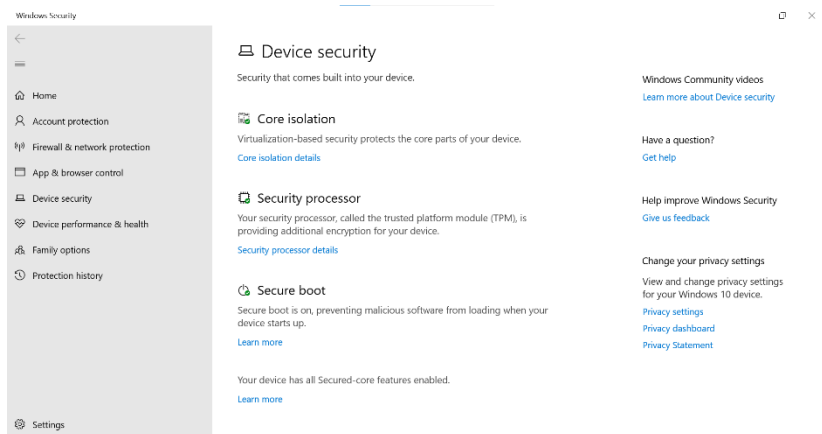 Windows Security
Home
Account protection
Firewall & network protection
App & browser control
Device security
Device performance & health
Family options
Protection history
Settings
Device security
Security that comes built into your device.
Core isolation
Virtualization-based security protects the core parts of your device.
Core isolation details
Security processor
Your security processor, called the trusted platform module (TPM), is
providing additional encryption for your device.
Security processor details
Secure boot
Secure boot is on, preventing malicious software from loading when your
device starts up.
Learn more
Your device has all Secured-core features enabled.
Learn more
Windows Community videos
Learn more about Device security
Have a question?
Get help
Help improve Windows Security
Give us feedback
Change your privacy settings
View and change privacy settings
for your Windows 10 device.
Privacy settings
Privacy dashboard
Privacy Statement